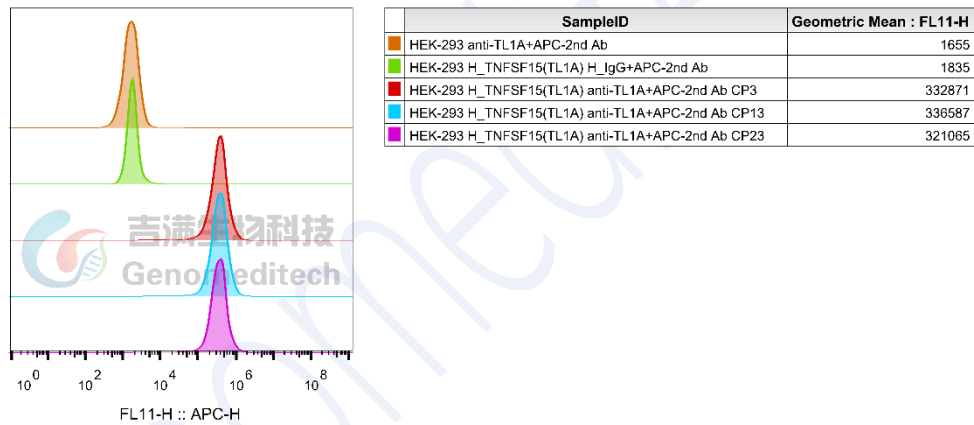 SampleID Geometric Mean : FL11-H
HEK-293 anti-TL1A+APC-2nd Ab 1655
HEK-293 H_TNFSF15(TL1A) H_IgG+APC-2nd Ab 1835
HEK-293 H_TNFSF15(TL1A) anti-TL1A+APC-2nd Ab CP3 332871
HEK-293 H_TNFSF15(TL1A) anti-TL1A+APC-2nd Ab CP13 336587
HEK-293 H_TNFSF15(TL1A) anti-TL1A+APC-2nd Ab CP23 321065
吉满生物科技
Genomeditech
10^0 10^2 10^4 10^6 10^8
FL11-H :: APC-H